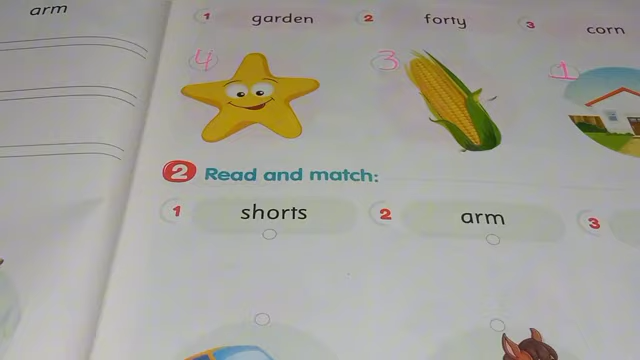 arm
1 garden 2 forty 3 corn
4 3 1
2 Read and match:
1 shorts 2 arm 3